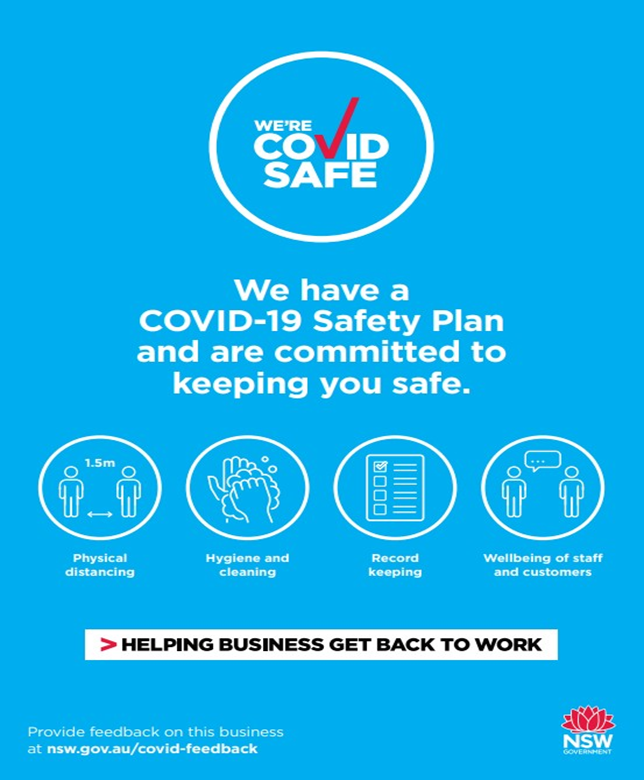 WE'RE
COVID
SAFE
We have a
COVID-19 Safety Plan
and are committed to
keeping you safe.
1.5m
Physical
distancing
Hygiene and
cleaning
Record
keeping
Wellbeing of staff
and customers
> HELPING BUSINESS GET BACK TO WORK
Provide feedback on this business
at nsw.gov.au/covid-feedback
NSW
GOVERNMENT